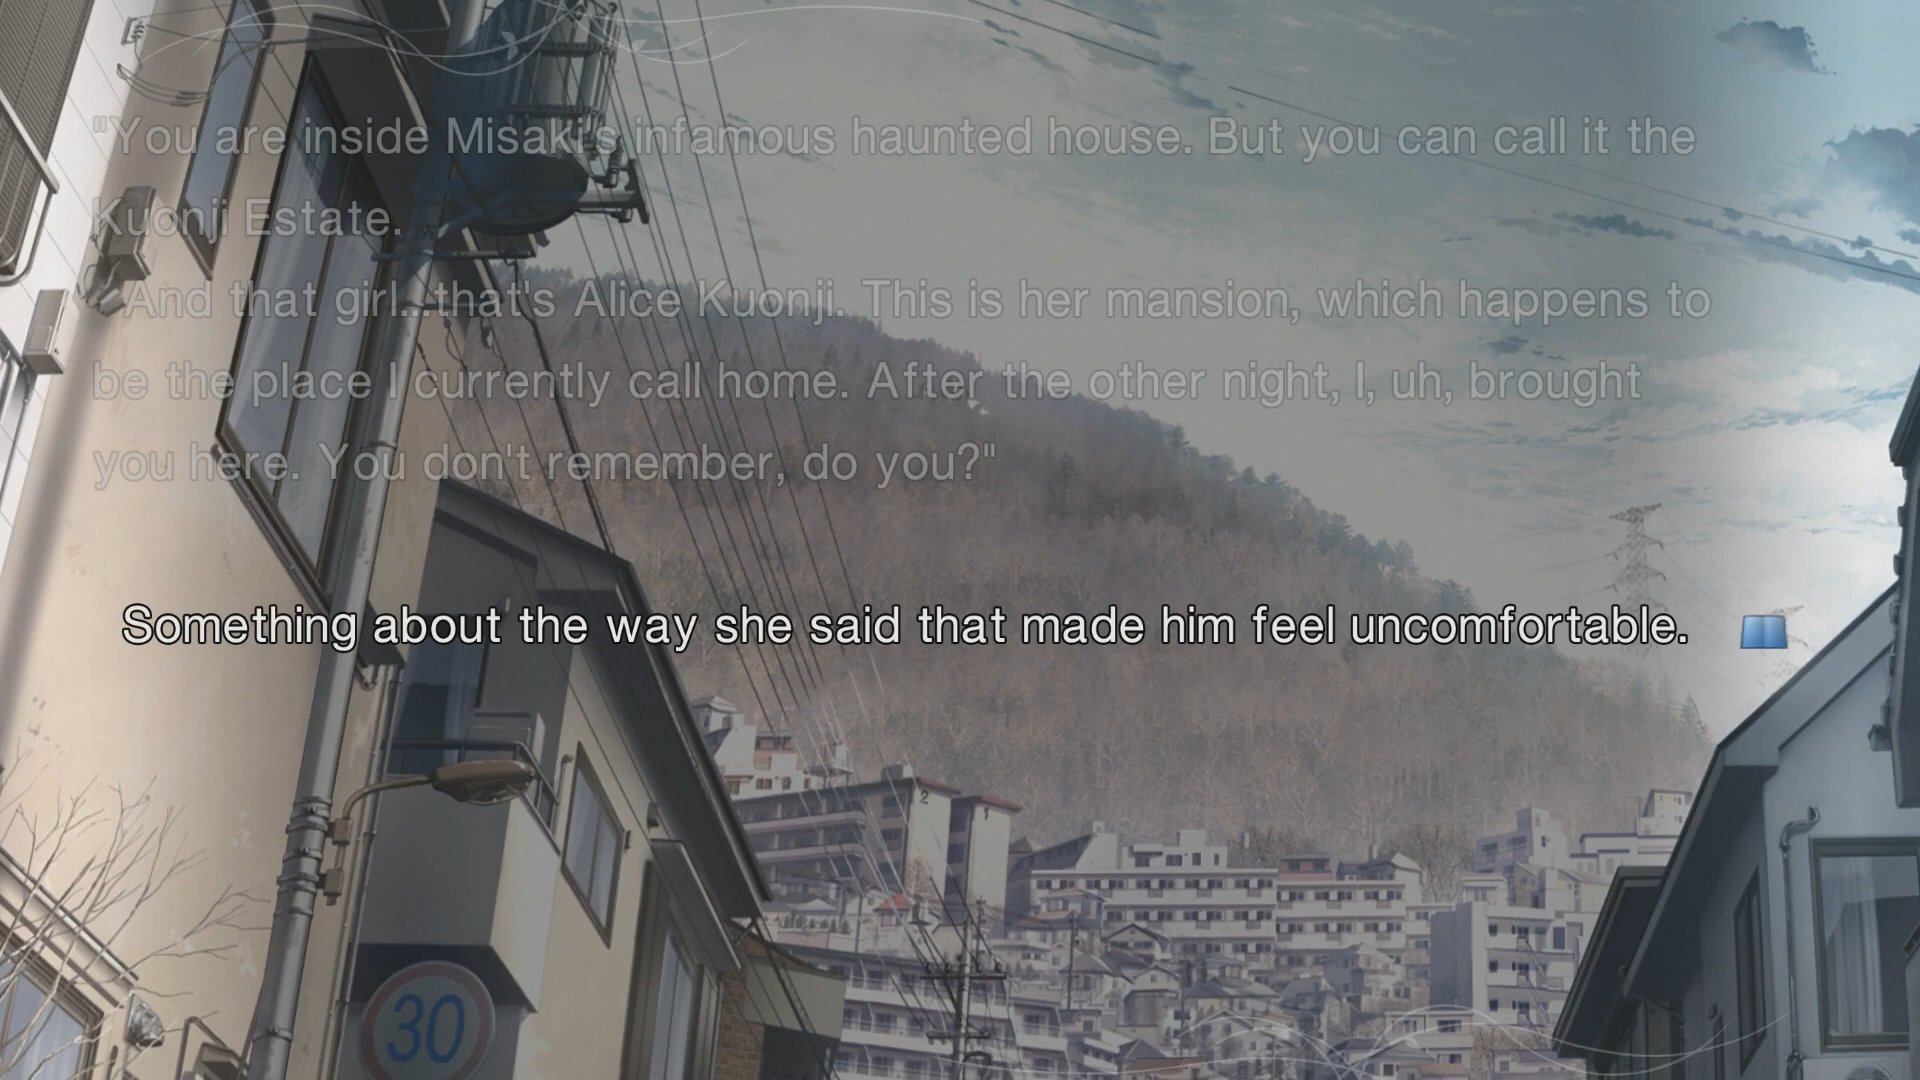 "You are inside Misaki's infamous haunted house. But you can call it the
Kuonji Estate.
"And that girl...that's Alice Kuonji. This is her mansion, which happens to
be the place I currently call home. After the other night, I, uh, brought
you here. You don't remember, do you?"
Something about the way she said that made him feel uncomfortable.
2
1
30